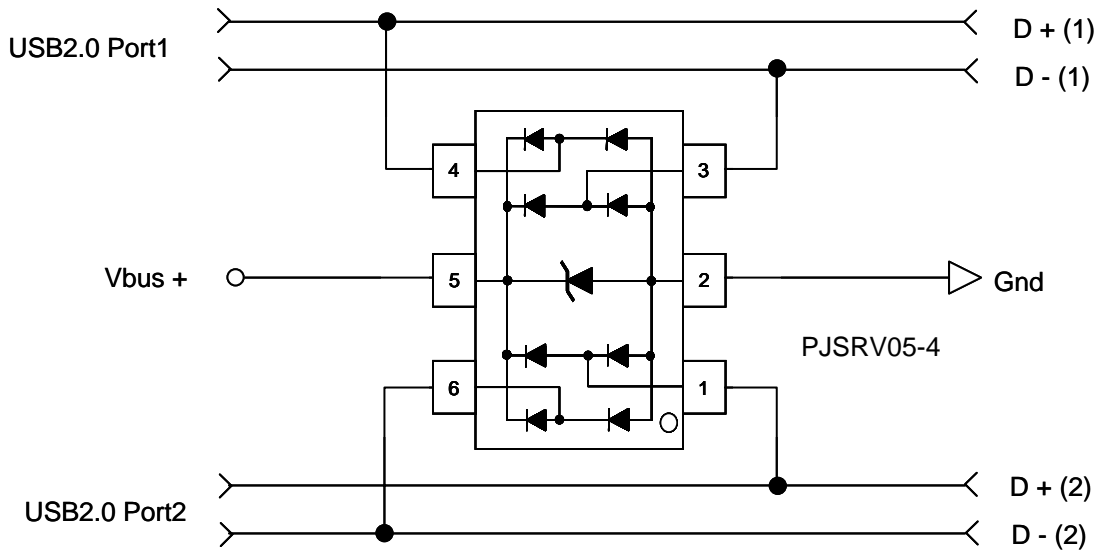 USB2.0 Port1
D + (1)
D - (1)
4
3
Vbus +
5
2
Gnd
PJSRV05-4
6
1
USB2.0 Port2
D + (2)
D - (2)